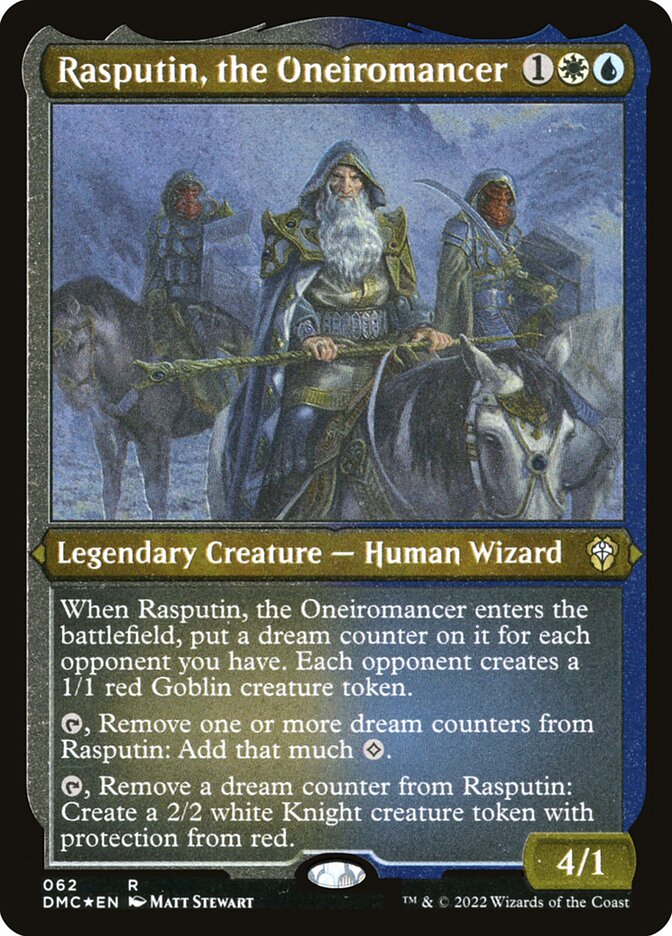 Rasputin, the Oneiromancer 1
Legendary Creature — Human Wizard
When Rasputin, the Oneiromancer enters the
battlefield, put a dream counter on it for each
opponent you have. Each opponent creates a
1/1 red Goblin creature token.
, Remove one or more dream counters from
Rasputin: Add that much .
, Remove a dream counter from Rasputin:
Create a 2/2 white Knight creature token with
protection from red.
4/1
062 R
DMC★EN Matt Stewart
™ & © 2022 Wizards of the Coast